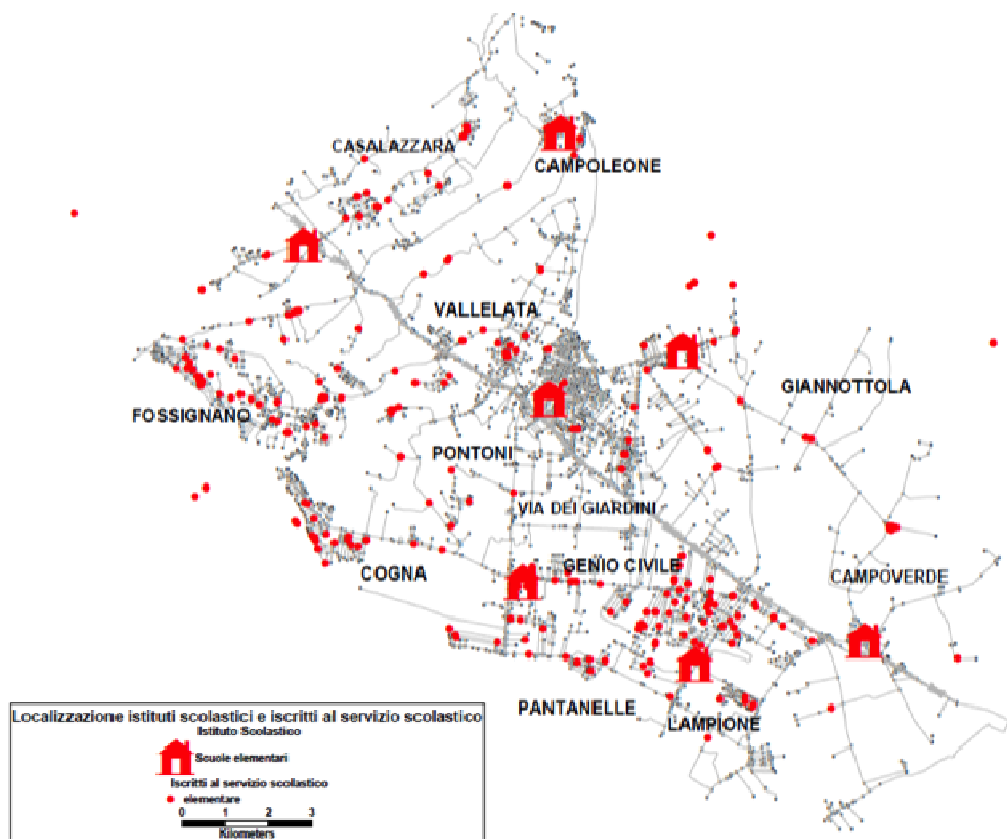 CASALAZZARA
CAMPOLEONE
VALLELATA
GIANNOTTOLA
FOSSIGNANO
PONTONI
VIA DEI GIARDINI
COGNA
GENIO CIVILE
CAMPOVERDE
PANTANELLE
LAMPIONE
Localizzazione istituti scolastici e iscritti al servizio scolastico
Istituto Scolastico
Scuole elementari
Iscritti al servizio scolastico
elementare
0 1 2 3
Kilometers